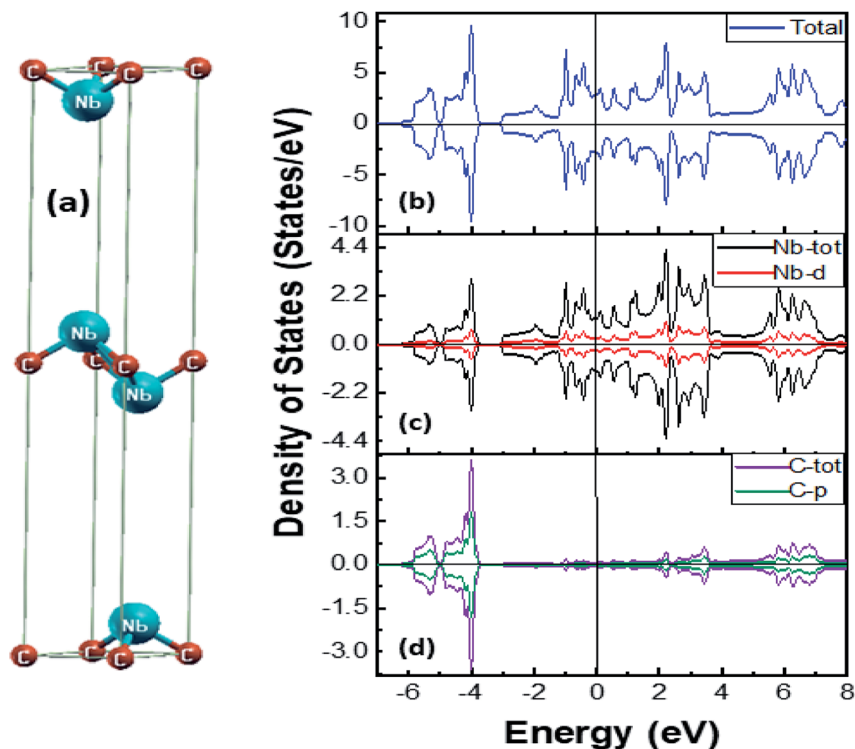 C C C C
Nb
(a)
Nb
C C C C
Nb
Nb
C C C C
Density of States (States/eV)
10
5
0
-5
-10
Total
(b)
4.4
2.2
0.0
-2.2
-4.4
Nb-tot
Nb-d
(c)
3.0
1.5
0.0
-1.5
-3.0
C-tot
C-p
(d)
-6 -4 -2 0 2 4 6 8
Energy (eV)